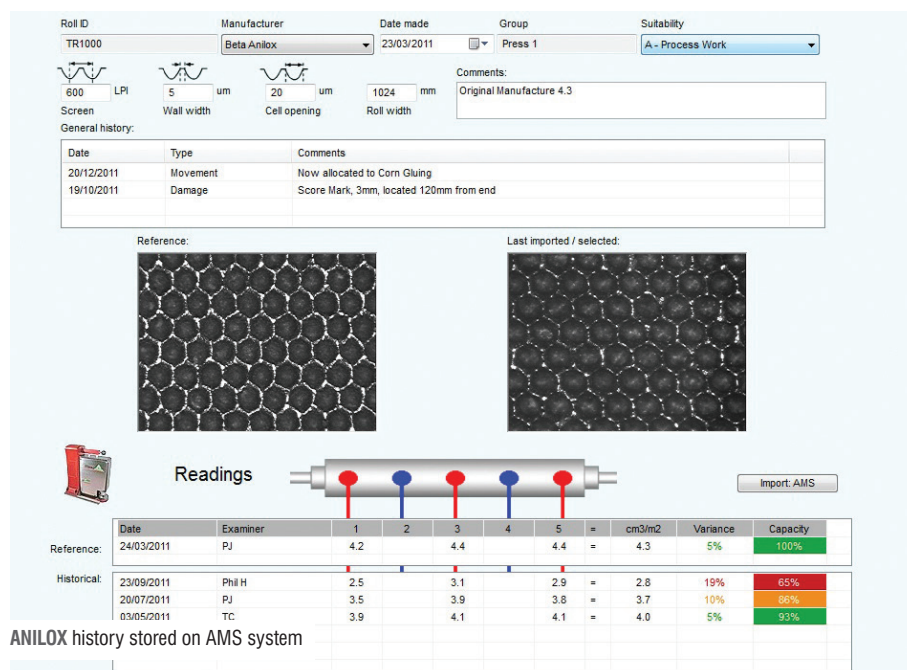 Roll ID Manufacturer Date made Group Suitability
TR1000 Beta Anilox 23/03/2011 Press 1 A - Process Work
Comments:
600 LPI 5 um 20 um 1024 mm Original Manufacture 4.3
Screen Wall width Cell opening Roll width
General history:
Date Type Comments
20/12/2011 Movement Now allocated to Corn Gluing
19/10/2011 Damage Score Mark, 3mm, located 120mm from end
Reference: Last imported / selected:
Readings
Import: AMS
Date Examiner 1 2 3 4 5 = cm3/m2 Variance Capacity
Reference: 24/03/2011 PJ 4.2 4.4 4.4 = 4.3 5% 100%
Historical: 23/09/2011 Phil H 2.5 3.1 2.9 = 2.8 19% 65%
20/07/2011 PJ 3.5 3.9 3.8 = 3.7 10% 86%
03/05/2011 TC 3.9 4.1 4.1 = 4.0 5% 93%
ANILOX history stored on AMS system